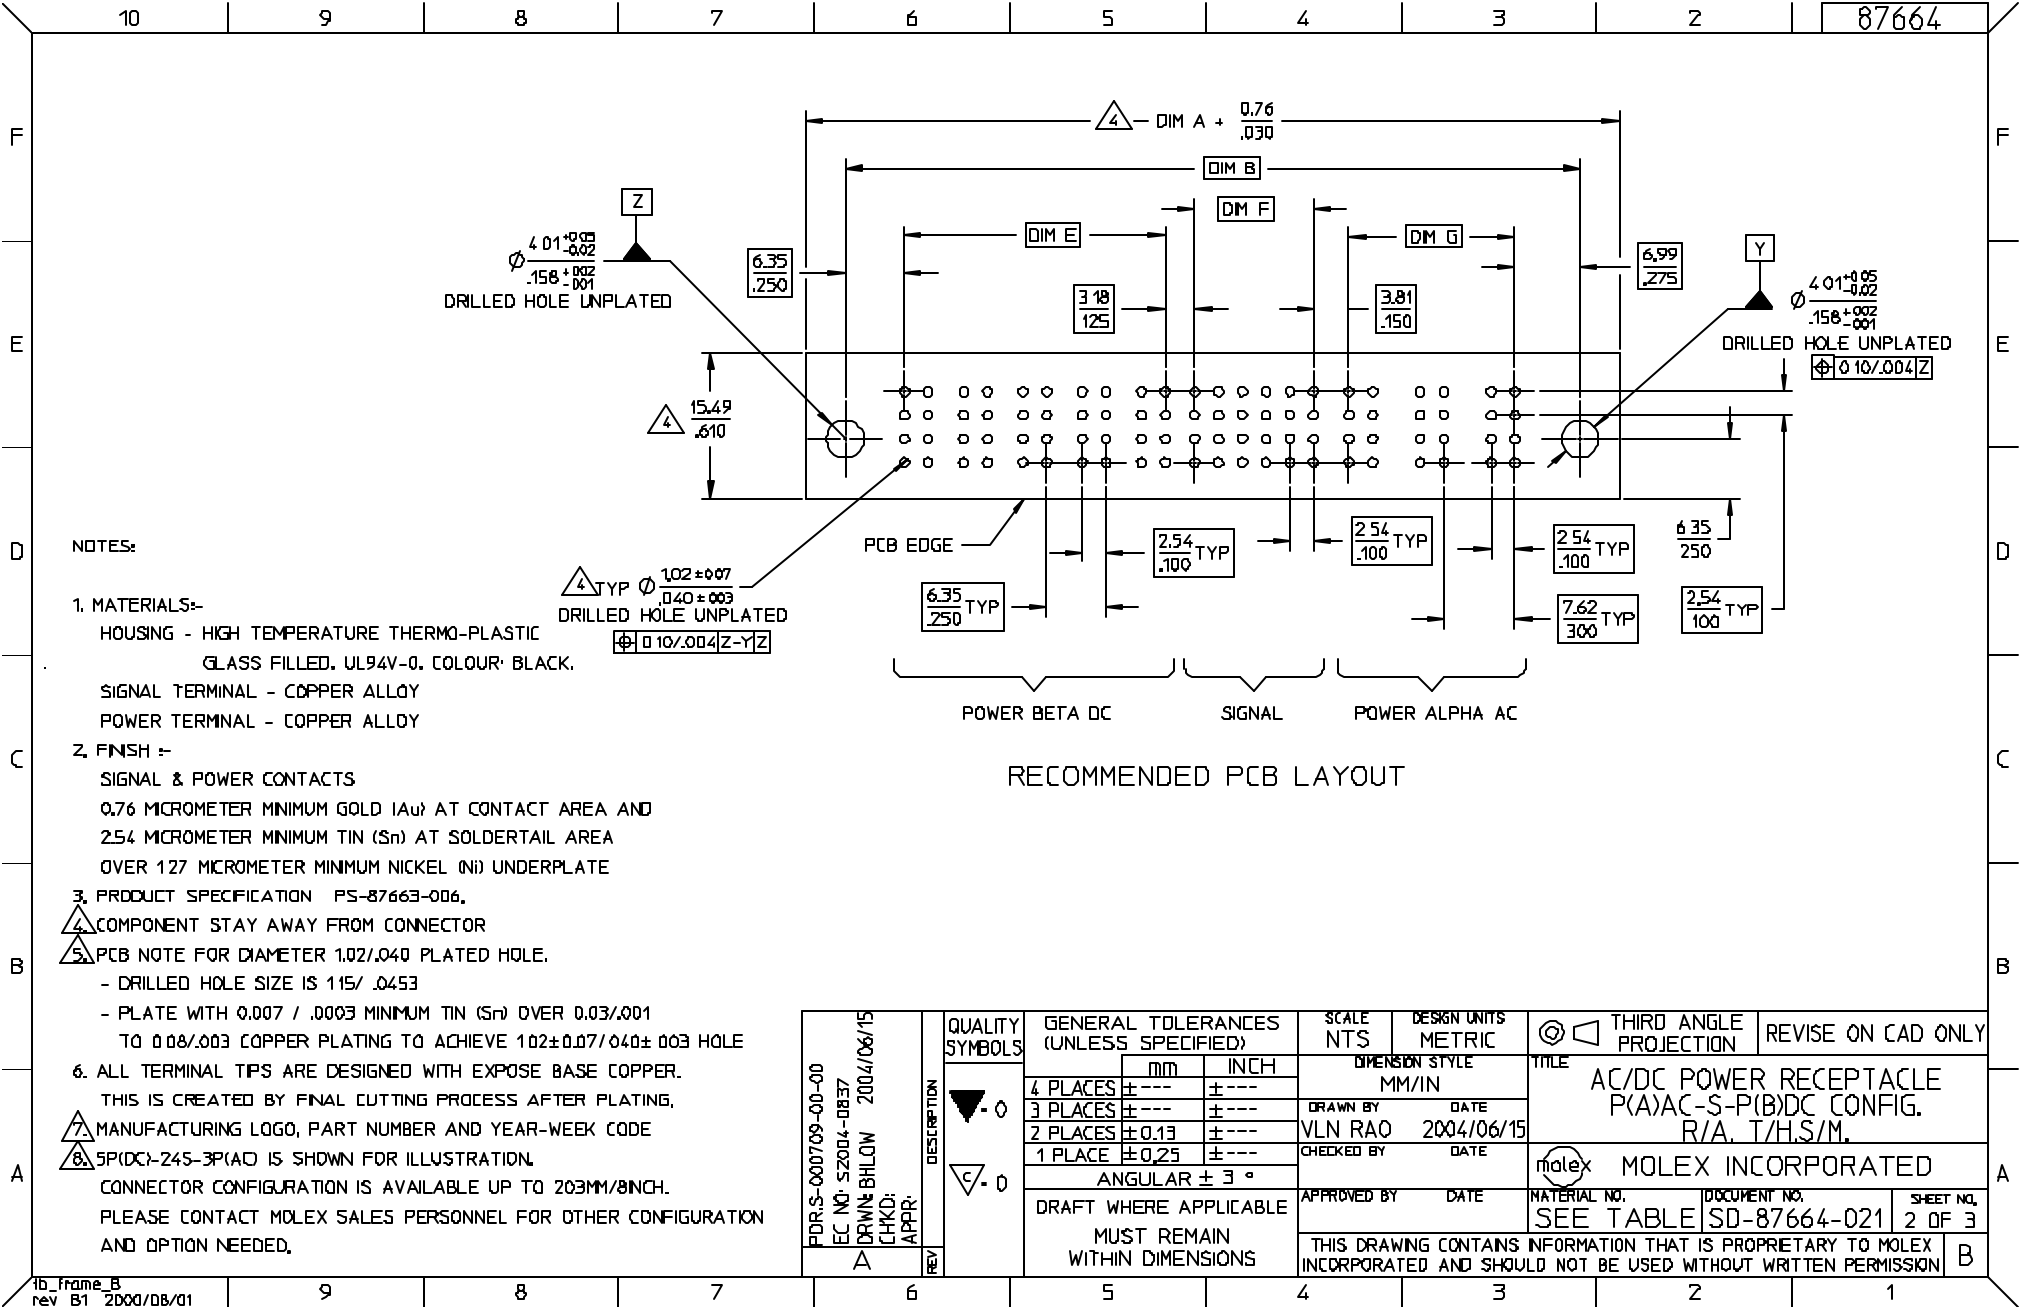 10 9 8 7 6 5 4 3 2 87664
F F
E E
D D
C C
B B
A A
4 DIM A + 0.76
.030
DIM B
DIM F
DIM E
DIM G
Z
Ø 4.01 +0.05 -0.02
.158 +.002 -.001
DRILLED HOLE UNPLATED
6.35
.250
3.18
.125
3.81
.150
6.99
.275
Y
Ø 4.01 +0.05 -0.02
.158 +.002 -.001
DRILLED HOLE UNPLATED
⌖ 0.10/.004 Z
4 15.49
.610
PCB EDGE
4 TYP Ø 1.02±0.07
.040±.003
DRILLED HOLE UNPLATED
⌖ 0.10/.004 Z-Y Z
2.54
.100 TYP
6.35
.250 TYP
2.54
.100 TYP
2.54
.100 TYP
7.62
.300 TYP
6.35
.250
2.54
.100 TYP
POWER BETA DC SIGNAL POWER ALPHA AC
RECOMMENDED PCB LAYOUT
NOTES:
1. MATERIALS:-
HOUSING - HIGH TEMPERATURE THERMO-PLASTIC
GLASS FILLED. UL94V-0. COLOUR: BLACK.
SIGNAL TERMINAL - COPPER ALLOY
POWER TERMINAL - COPPER ALLOY
2. FINISH :-
SIGNAL & POWER CONTACTS
0.76 MICROMETER MINIMUM GOLD (Au) AT CONTACT AREA AND
2.54 MICROMETER MINIMUM TIN (Sn) AT SOLDERTAIL AREA
OVER 1.27 MICROMETER MINIMUM NICKEL (Ni) UNDERPLATE
3. PRODUCT SPECIFICATION PS-87663-006.
4. COMPONENT STAY AWAY FROM CONNECTOR
5. PCB NOTE FOR DIAMETER 1.02/.040 PLATED HOLE.
- DRILLED HOLE SIZE IS 1.15/ .0453
- PLATE WITH 0.007 / .0003 MINIMUM TIN (Sn) OVER 0.03/.001
TO 0.08/.003 COPPER PLATING TO ACHIEVE 1.02±0.07/.040±.003 HOLE
6. ALL TERMINAL TIPS ARE DESIGNED WITH EXPOSE BASE COPPER.
THIS IS CREATED BY FINAL CUTTING PROCESS AFTER PLATING.
7. MANUFACTURING LOGO, PART NUMBER AND YEAR-WEEK CODE
8. 5P(DC)-24S-3P(AC) IS SHOWN FOR ILLUSTRATION.
CONNECTOR CONFIGURATION IS AVAILABLE UP TO 203MM/8INCH.
PLEASE CONTACT MOLEX SALES PERSONNEL FOR OTHER CONFIGURATION
AND OPTION NEEDED.
PDR.S-000709-00-00
EC NO: S2004-0837
DRWN: BHLOW 2004/06/15
CH'KD:
APPR:
A
DESCRIPTION
REV
QUALITY
SYMBOLS
- 0
C - 0
GENERAL TOLERANCES
(UNLESS SPECIFIED)
mm INCH
4 PLACES ±--- ±---
3 PLACES ±--- ±---
2 PLACES ±0.13 ±---
1 PLACE ±0.25 ±---
ANGULAR ± 3 °
DRAFT WHERE APPLICABLE
MUST REMAIN
WITHIN DIMENSIONS
SCALE
NTS
DESIGN UNITS
METRIC
DIMENSION STYLE
MM/IN
DRAWN BY DATE
VLN RAO 2004/06/15
CHECKED BY DATE
APPROVED BY DATE
THIRD ANGLE
PROJECTION
REVISE ON CAD ONLY
TITLE
AC/DC POWER RECEPTACLE
P(A)AC-S-P(B)DC CONFIG.
R/A, T/H,S/M.
molex MOLEX INCORPORATED
MATERIAL NO.
SEE TABLE
DOCUMENT NO.
SD-87664-021
SHEET NO.
2 OF 3
THIS DRAWING CONTAINS INFORMATION THAT IS PROPRIETARY TO MOLEX
INCORPORATED AND SHOULD NOT BE USED WITHOUT WRITTEN PERMISSION
B
tb_frame_B
rev B1 2000/08/01
9 8 7 6 5 4 3 2 1